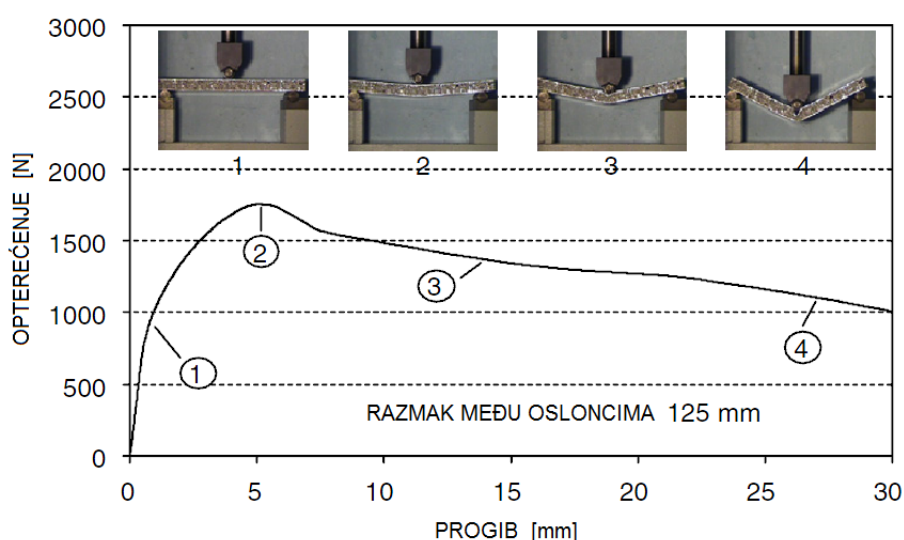 3000
2500
2000
1500
1000
500
0
OPTEREĆENJE [N]
1 2 3 4
2
3
1
4
RAZMAK MEĐU OSLONCIMA 125 mm
0 5 10 15 20 25 30
PROGIB [mm]